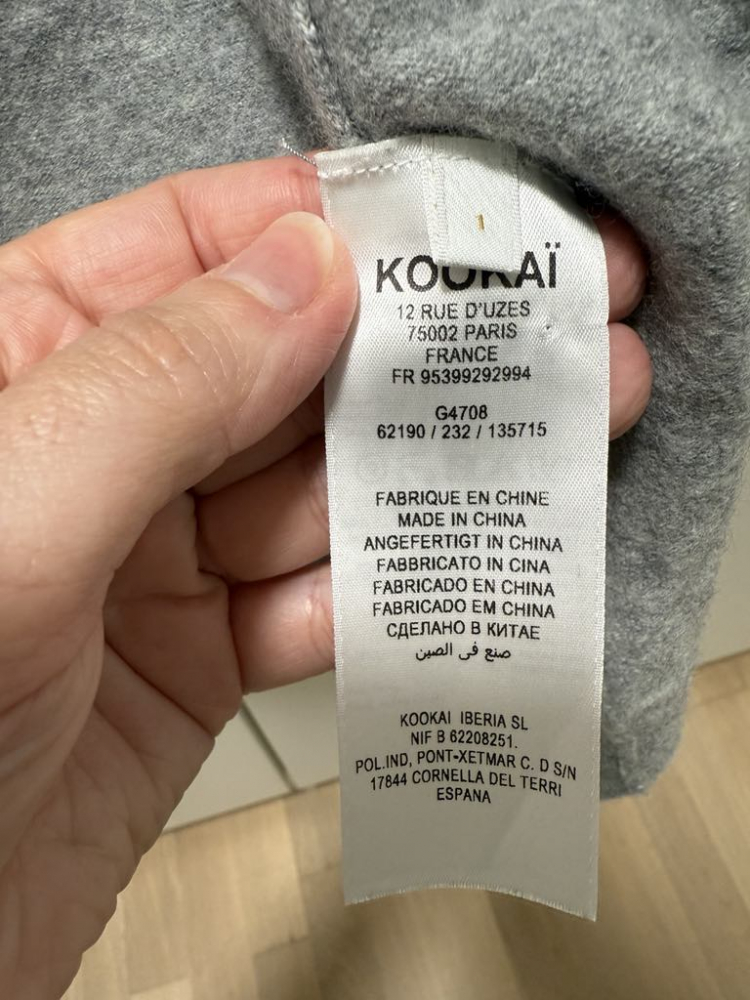 1
KOOKAÏ
12 RUE D'UZES
75002 PARIS
FRANCE
FR 95399292994
G4708
62190 / 232 / 135715
FABRIQUE EN CHINE
MADE IN CHINA
ANGEFERTIGT IN CHINA
FABBRICATO IN CINA
FABRICADO EN CHINA
FABRICADO EM CHINA
СДЕЛАНО В КИТАЕ
صنع فى الصين
KOOKAI IBERIA SL
NIF B 62208251.
POL.IND, PONT-XETMAR C. D S/N
17844 CORNELLA DEL TERRI
ESPANA